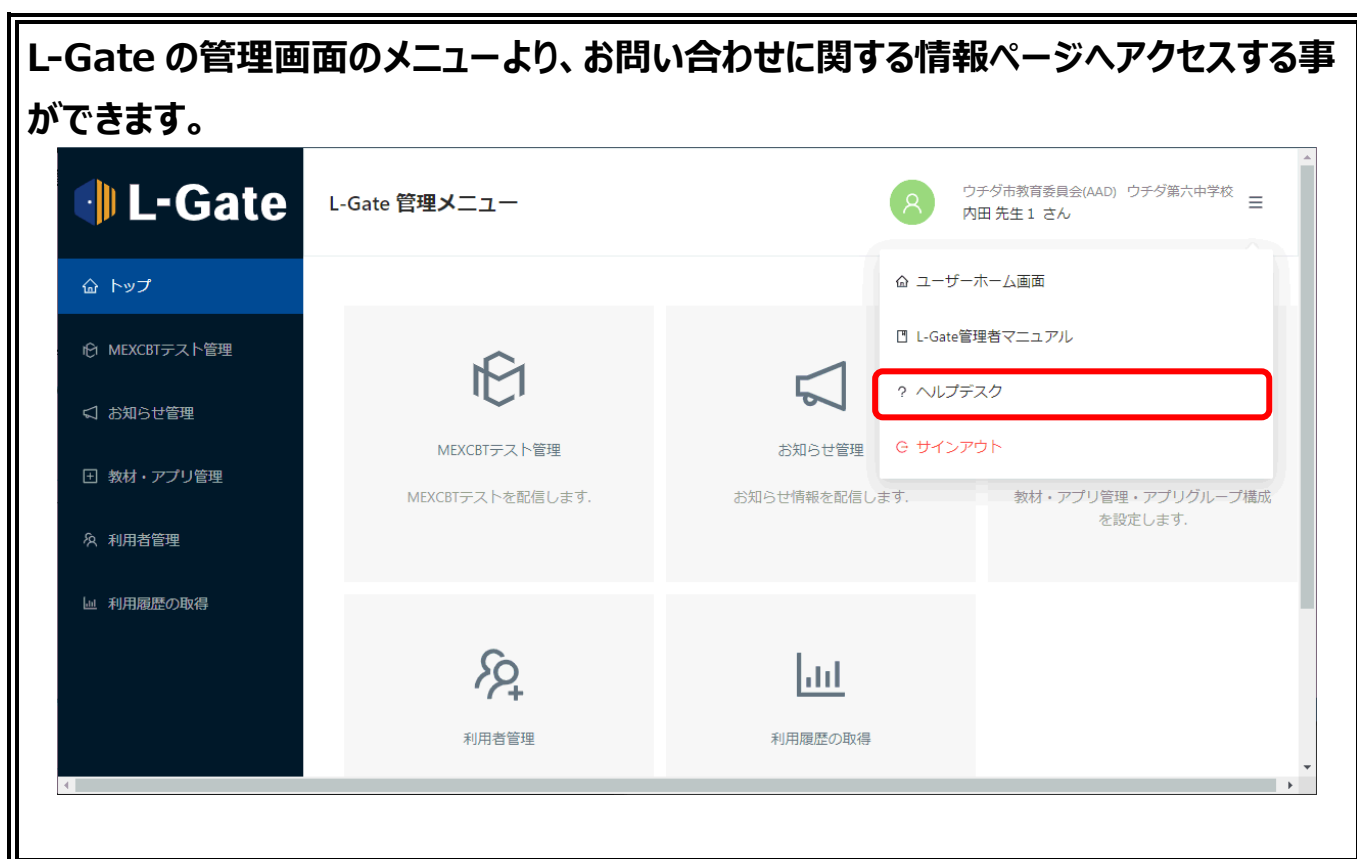 L-Gate の管理画面のメニューより、お問い合わせに関する情報ページへアクセスする事
ができます。
L-Gate
L-Gate 管理メニュー
ウチダ市教育委員会(AAD) ウチダ第六中学校
内田 先生１ さん
トップ
MEXCBTテスト管理
お知らせ管理
教材・アプリ管理
利用者管理
利用履歴の取得
ユーザーホーム画面
L-Gate管理者マニュアル
? ヘルプデスク
サインアウト
MEXCBTテスト管理
MEXCBTテストを配信します.
お知らせ管理
お知らせ情報を配信します.
教材・アプリ管理・アプリグループ構成
を設定します.
利用者管理
利用履歴の取得